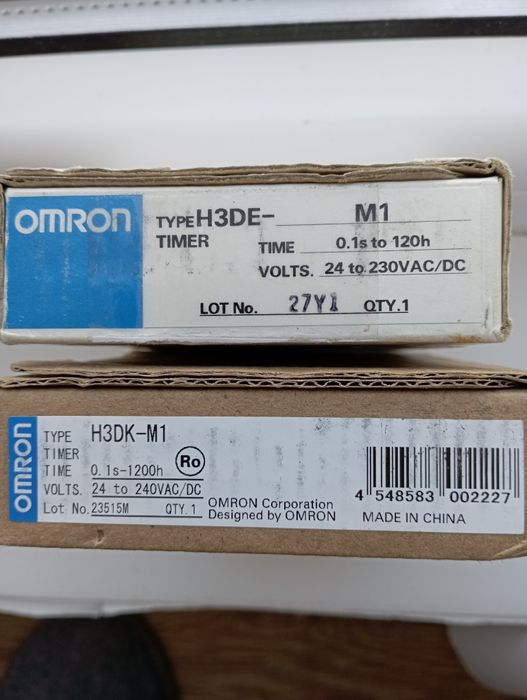 OMRON
TYPE H3DE- M1
TIMER
TIME 0.1s to 120h
VOLTS. 24 to 230VAC/DC
LOT No. 27Y1 QTY.1
OMRON
TYPE H3DK-M1
TIMER
TIME 0.1s-1200h
VOLTS. 24 to 240VAC/DC
Lot No. 23515M QTY.1
Ro
OMRON Corporation
Designed by OMRON
4 548583 002227
MADE IN CHINA